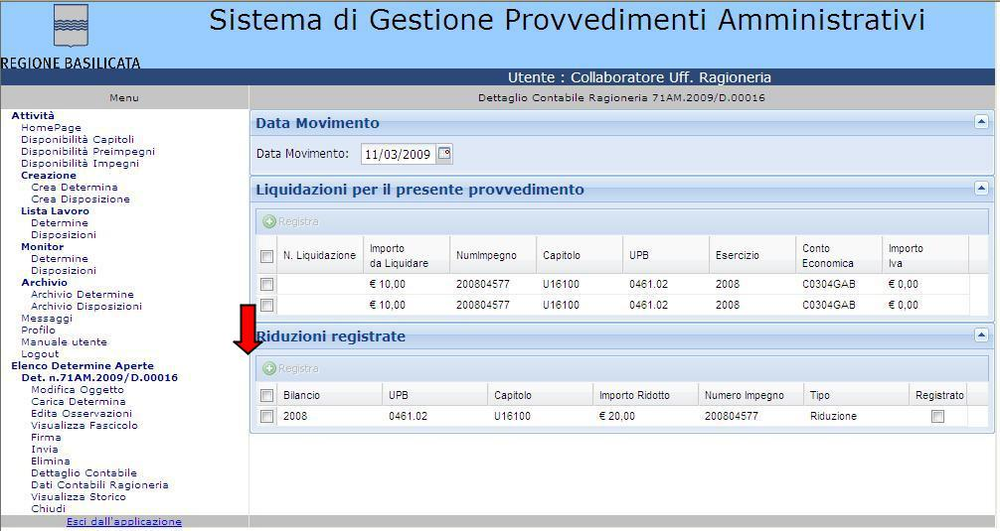 Sistema di Gestione Provvedimenti Amministrativi
REGIONE BASILICATA
Utente : Collaboratore Uff. Ragioneria
Menu
Dettaglio Contabile Ragioneria 71AM.2009/D.00016
Attività
HomePage
Disponibilità Capitoli
Disponibilità Preimpegni
Disponibilità Impegni
Creazione
Crea Determina
Crea Disposizione
Lista Lavoro
Determine
Disposizioni
Monitor
Determine
Disposizioni
Archivio
Archivio Determine
Archivio Disposizioni
Messaggi
Profilo
Manuale utente
Logout
Elenco Determine Aperte
Det. n.71AM.2009/D.00016
Modifica Oggetto
Carica Determina
Edita Osservazioni
Visualizza Fascicolo
Firma
Invia
Elimina
Dettaglio Contabile
Dati Contabili Ragioneria
Visualizza Storico
Chiudi
Esci dall'applicazione
Data Movimento
Data Movimento: 11/03/2009
Liquidazioni per il presente provvedimento
Registra
N. Liquidazione Importo da Liquidare NumImpegno Capitolo UPB Esercizio Conto Economica Importo Iva
€ 10,00 200804577 U16100 0461.02 2008 C0304GAB € 0,00
€ 10,00 200804577 U16100 0461.02 2008 C0304GAB € 0,00
Riduzioni registrate
Registra
Bilancio UPB Capitolo Importo Ridotto Numero Impegno Tipo Registrato
2008 0461.02 U16100 € 20,00 200804577 Riduzione